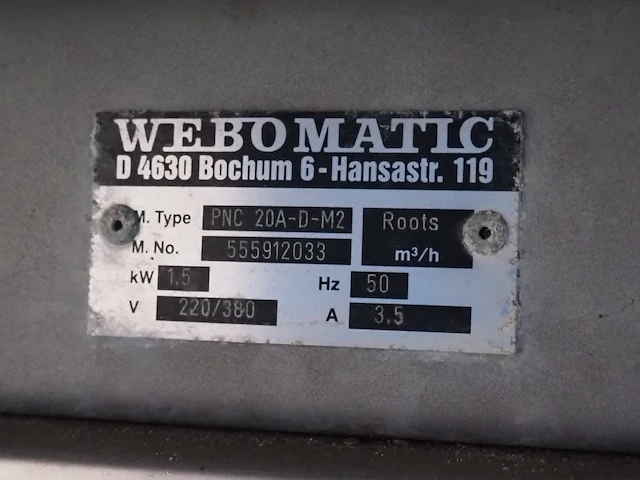 WEBOMATIC
D 4630 Bochum 6-Hansastr. 119
M. Type PNC 20A-D-M2 Roots
M. No. 555912033 m³/h
kW 1.5 Hz 50
V 220/380 A 3.5